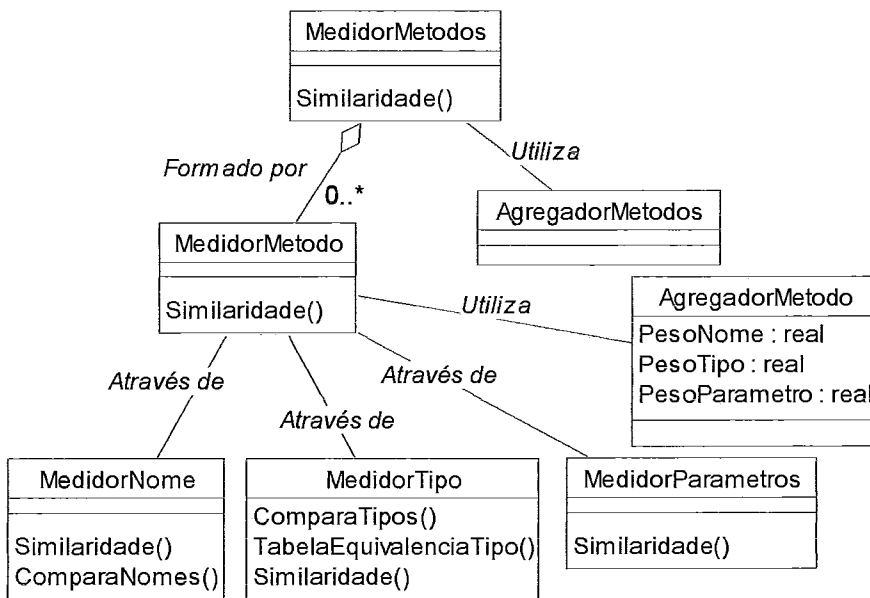 MedidorMetodos
Similaridade()
Formado por
0..*
Utiliza
AgregadorMetodos
MedidorMetodo
Similaridade()
Utiliza
AgregadorMetodo
PesoNome : real
PesoTipo : real
PesoParametro : real
Através de
Através de
Através de
MedidorNome
Similaridade()
ComparaNomes()
MedidorTipo
ComparaTipos()
TabelaEquivalenciaTipo()
Similaridade()
MedidorParametros
Similaridade()